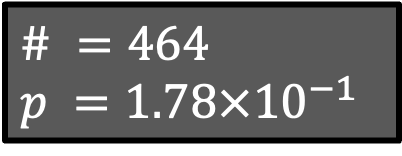 # = 464
p = 1.78×10⁻¹